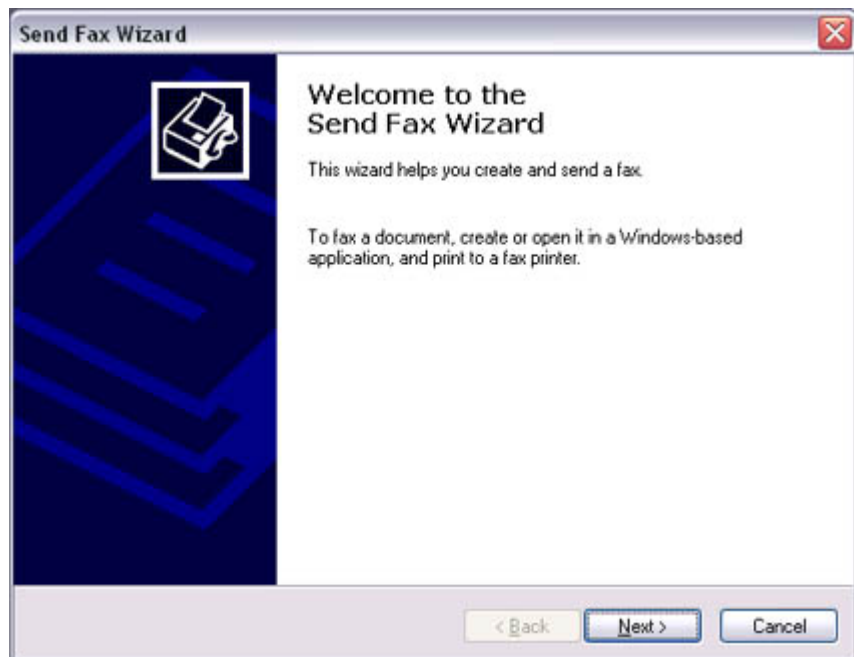 Send Fax Wizard
Welcome to the
Send Fax Wizard
This wizard helps you create and send a fax.
To fax a document, create or open it in a Windows-based
application, and print to a fax printer.
< Back
Next >
Cancel